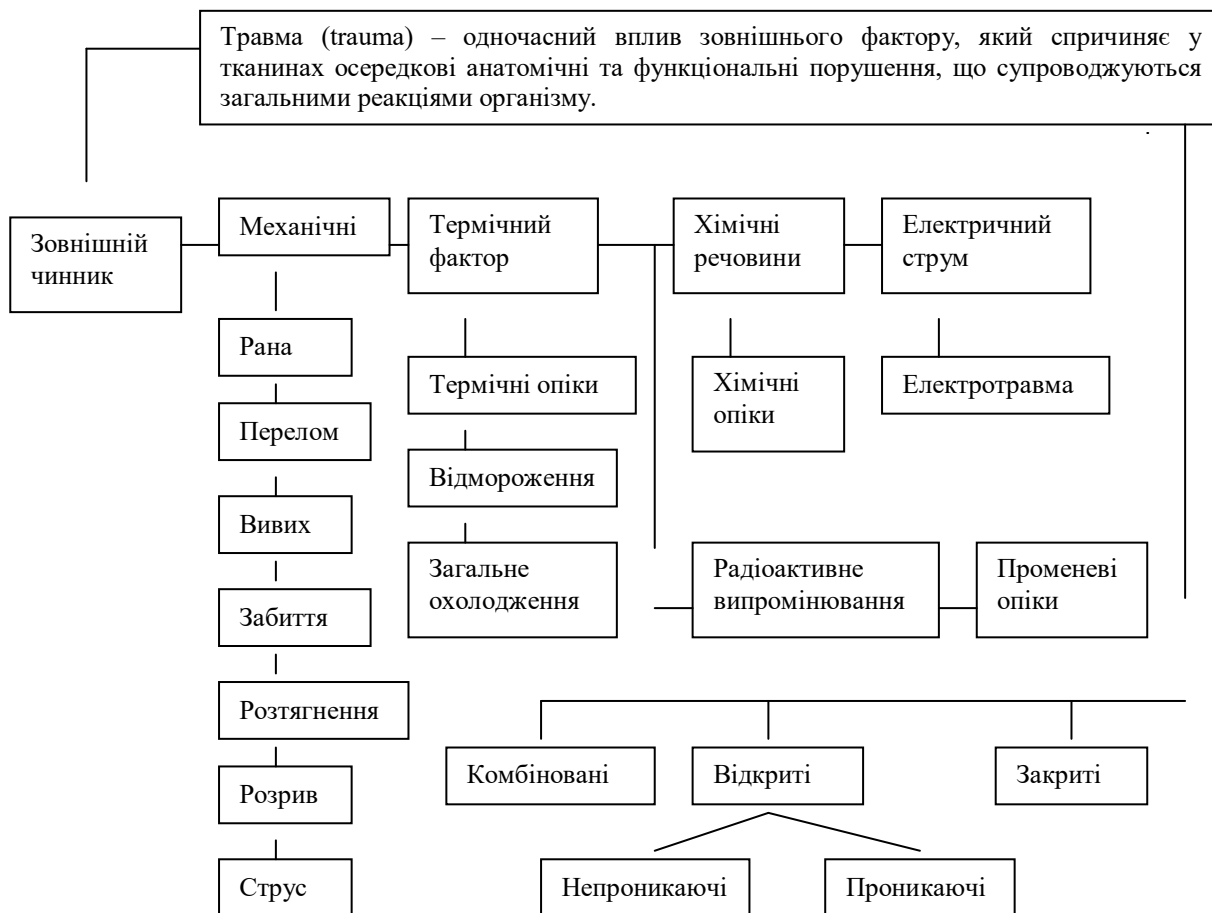 Травма (trauma) – одночасний вплив зовнішнього фактору, який спричиняє у
тканинах осередкові анатомічні та функціональні порушення, що супроводжуються
загальними реакціями організму.
Зовнішній
чинник
Механічні
Термічний
фактор
Хімічні
речовини
Електричний
струм
Рана
Перелом
Вивих
Забиття
Розтягнення
Розрив
Струс
Термічні опіки
Відмороження
Загальне
охолодження
Хімічні
опіки
Електротравма
Радіоактивне
випромінювання
Променеві
опіки
Комбіновані
Відкриті
Закриті
Непроникаючі
Проникаючі